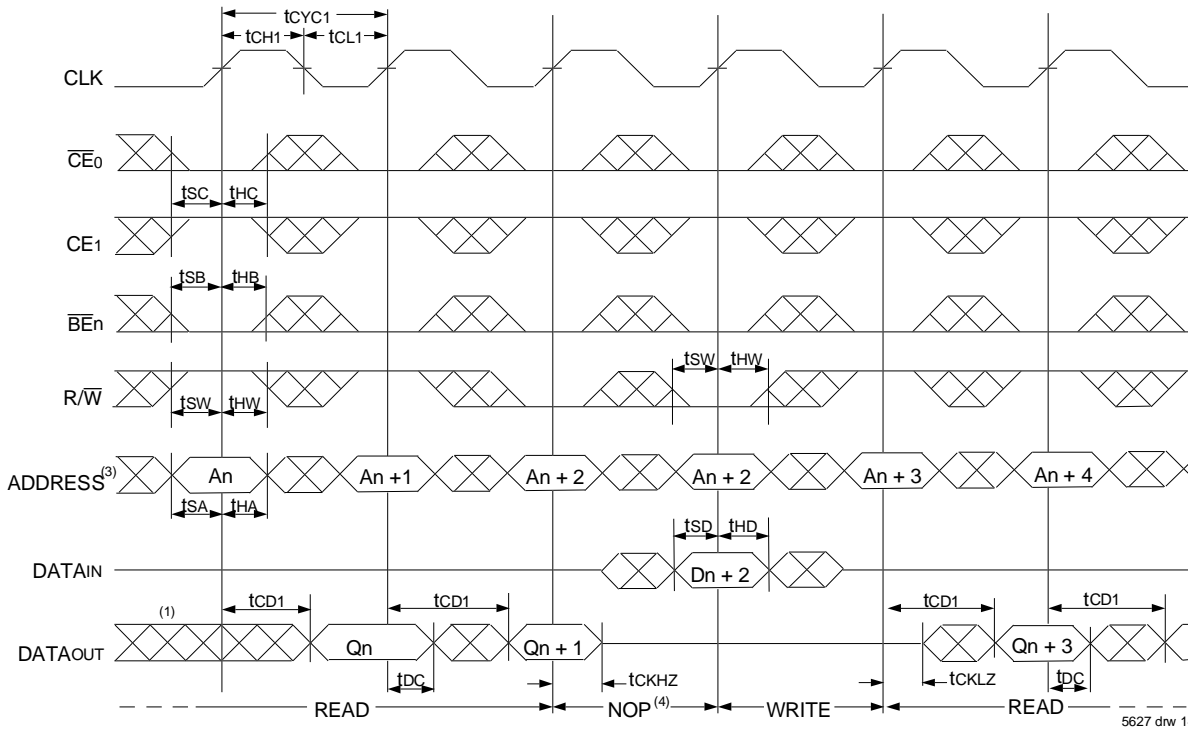 tCYC1
tCH1 tCL1
CLK
CE0
tSC tHC
CE1
tSB tHB
BEn
tSW tHW
R/W
tSW tHW
ADDRESS(3) An An +1 An + 2 An + 2 An + 3 An + 4
tSA tHA
tSD tHD
DATAIN Dn + 2
(1) tCD1 tCD1 tCD1 tCD1
DATAOUT Qn Qn + 1 Qn + 3
tDC tCKHZ tCKLZ tDC
READ NOP(4) WRITE READ
5627 drw 1